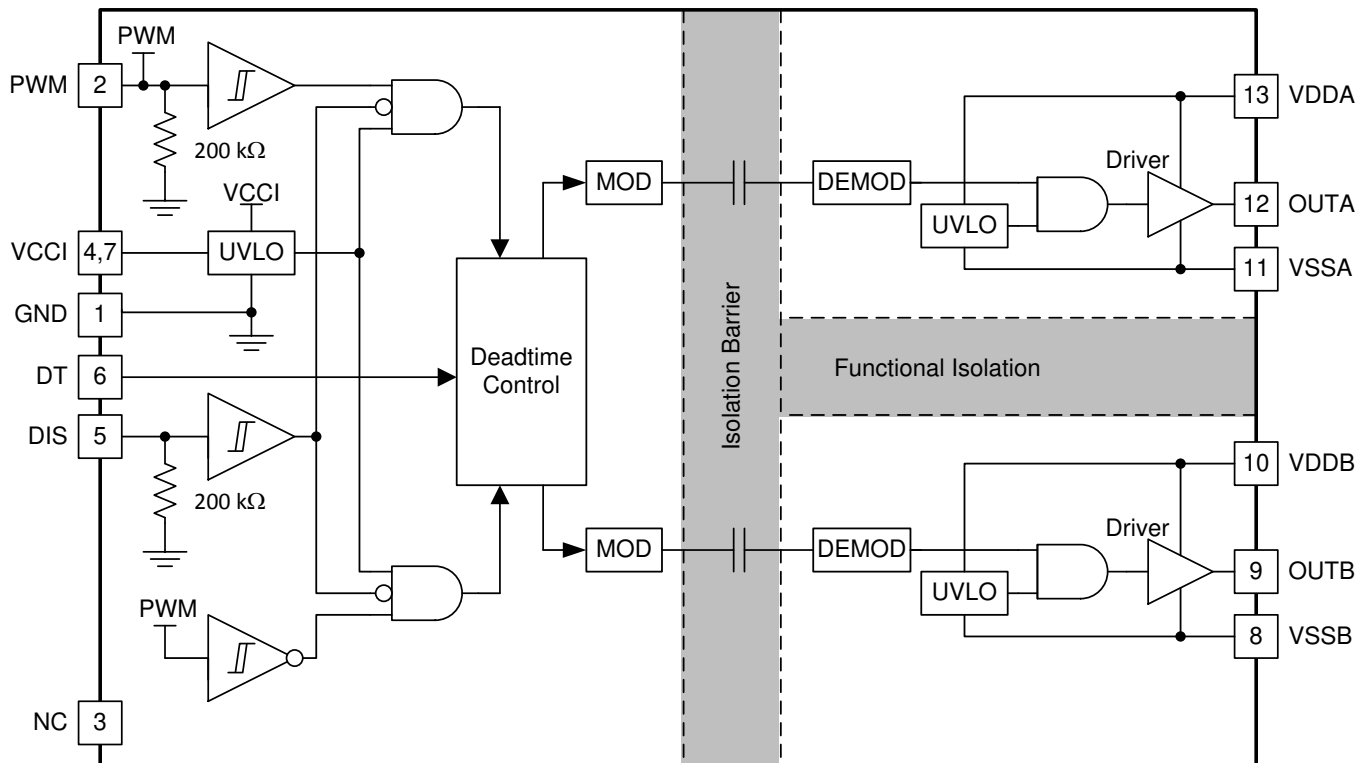 PWM
PWM 2
200 kΩ
VCCI
VCCI 4,7 UVLO
GND 1
DT 6
DIS 5
200 kΩ
PWM
NC 3
Deadtime
Control
MOD
MOD
Isolation Barrier
Functional Isolation
DEMOD
UVLO
Driver
13 VDDA
12 OUTA
11 VSSA
DEMOD
UVLO
Driver
10 VDDB
9 OUTB
8 VSSB